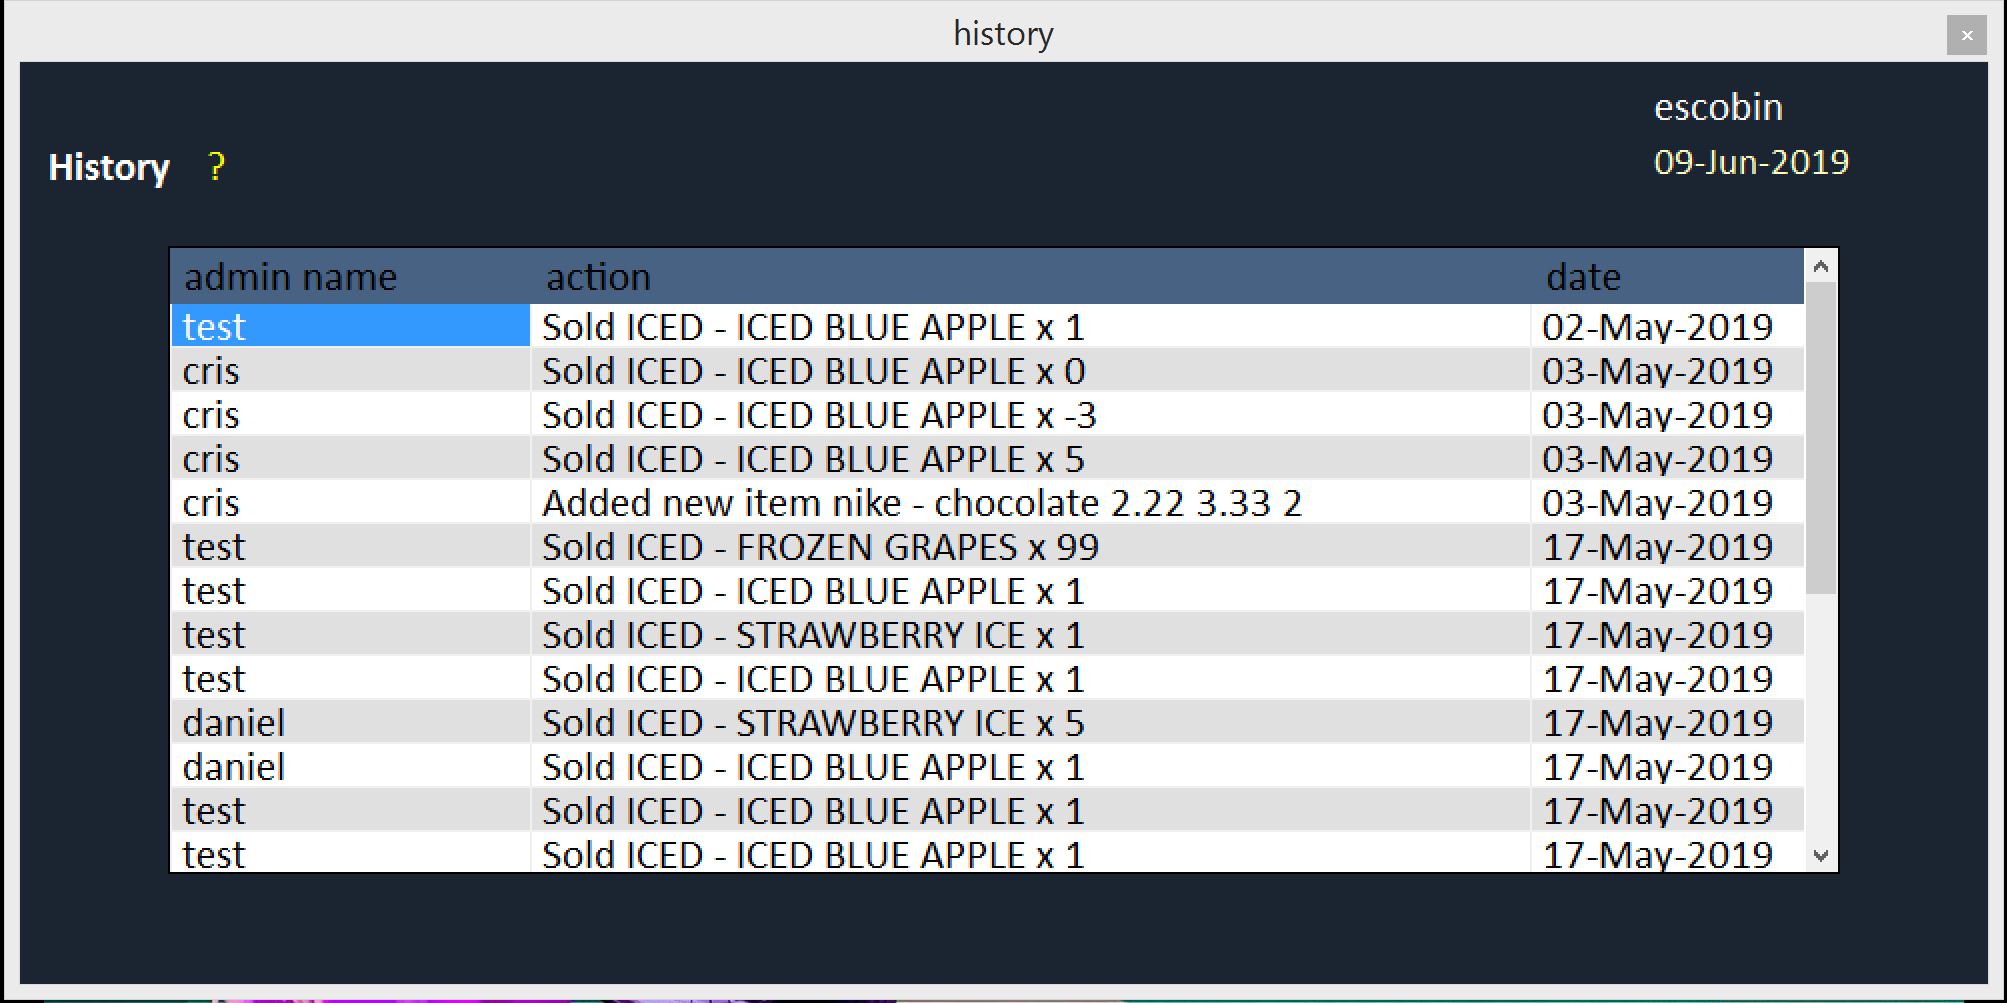 history
escobin
History ?
09-Jun-2019
admin name action date
test Sold ICED - ICED BLUE APPLE x 1 02-May-2019
cris Sold ICED - ICED BLUE APPLE x 0 03-May-2019
cris Sold ICED - ICED BLUE APPLE x -3 03-May-2019
cris Sold ICED - ICED BLUE APPLE x 5 03-May-2019
cris Added new item nike - chocolate 2.22 3.33 2 03-May-2019
test Sold ICED - FROZEN GRAPES x 99 17-May-2019
test Sold ICED - ICED BLUE APPLE x 1 17-May-2019
test Sold ICED - STRAWBERRY ICE x 1 17-May-2019
test Sold ICED - ICED BLUE APPLE x 1 17-May-2019
daniel Sold ICED - STRAWBERRY ICE x 5 17-May-2019
daniel Sold ICED - ICED BLUE APPLE x 1 17-May-2019
test Sold ICED - ICED BLUE APPLE x 1 17-May-2019
test Sold ICED - ICED BLUE APPLE x 1 17-May-2019